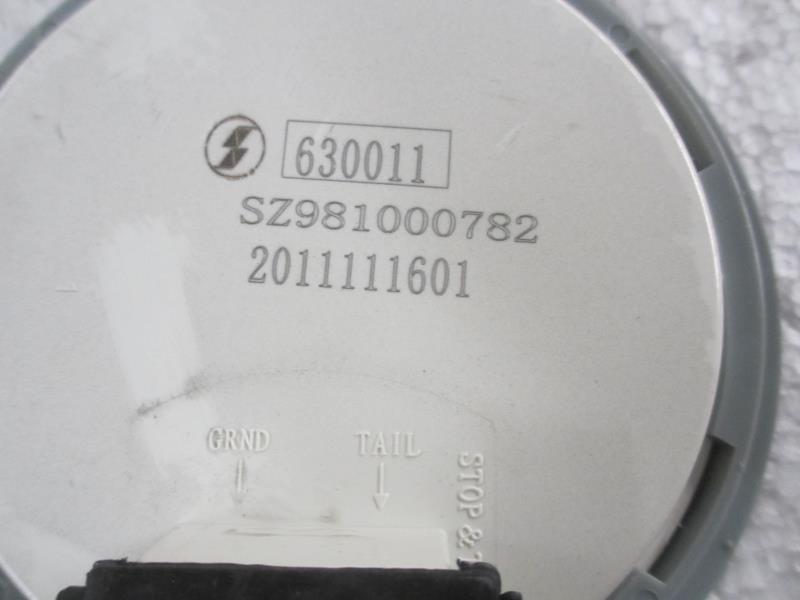 630011
SZ981000782
2011111601
GRND TAIL
STOP &